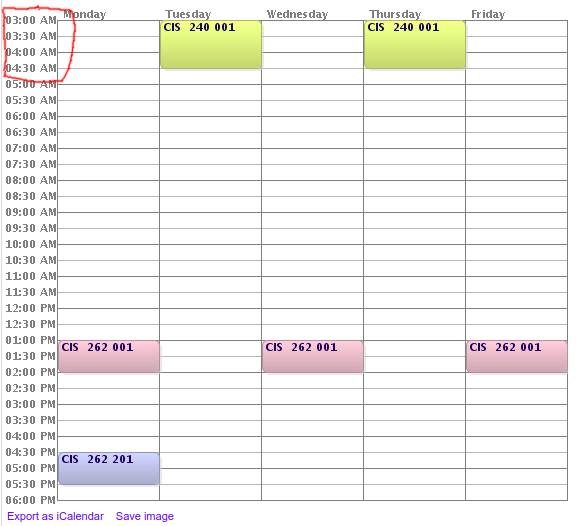 Monday Tuesday Wednesday Thursday Friday
03:00 AM CIS 240 001 CIS 240 001
03:30 AM
04:00 AM
04:30 AM
05:00 AM
05:30 AM
06:00 AM
06:30 AM
07:00 AM
07:30 AM
08:00 AM
08:30 AM
09:00 AM
09:30 AM
10:00 AM
10:30 AM
11:00 AM
11:30 AM
12:00 PM
12:30 PM
01:00 PM CIS 262 001 CIS 262 001 CIS 262 001
01:30 PM
02:00 PM
02:30 PM
03:00 PM
03:30 PM
04:00 PM
04:30 PM CIS 262 201
05:00 PM
05:30 PM
06:00 PM
Export as iCalendar Save image